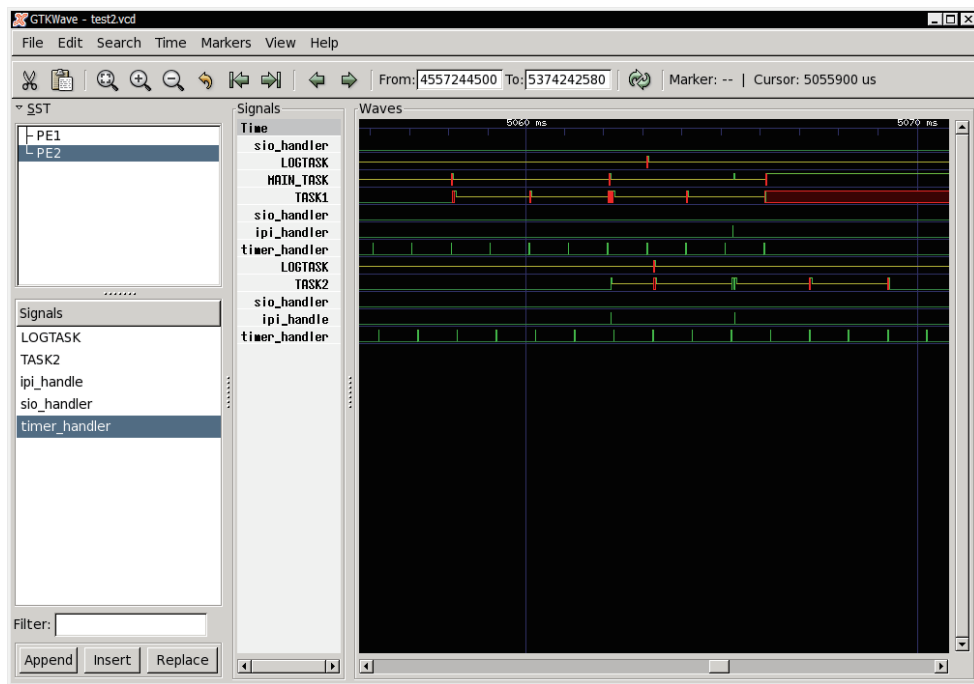 GTKWave - test2.vcd
File Edit Search Time Markers View Help
From: 4557244500 To: 5374242580 Marker: -- | Cursor: 5055900 us
SST
PE1
PE2
Signals
LOGTASK
TASK2
ipi_handle
sio_handler
timer_handler
Filter:
Append Insert Replace
Signals
Time
sio_handler
LOGTASK
MAIN_TASK
TASK1
sio_handler
ipi_handler
timer_handler
LOGTASK
TASK2
sio_handler
ipi_handle
timer_handler
Waves
5060 ms 5070 ms